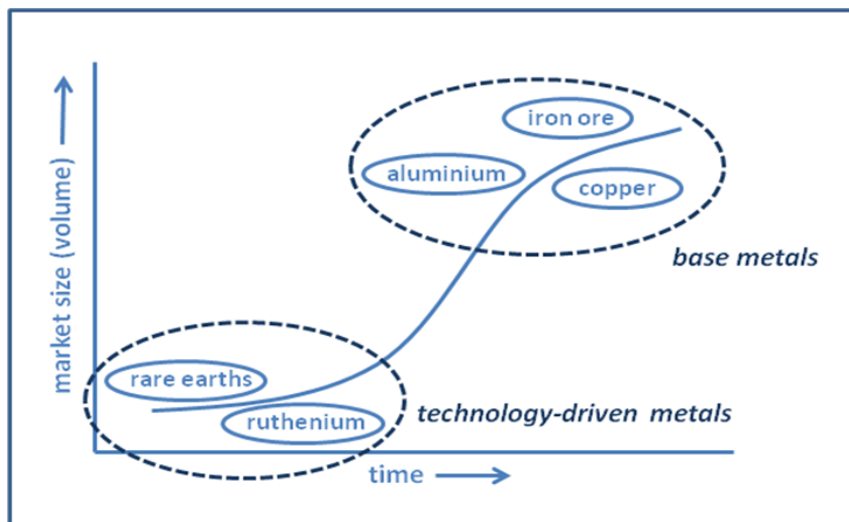 market size (volume)
iron ore
aluminium
copper
base metals
rare earths
ruthenium
technology-driven metals
time